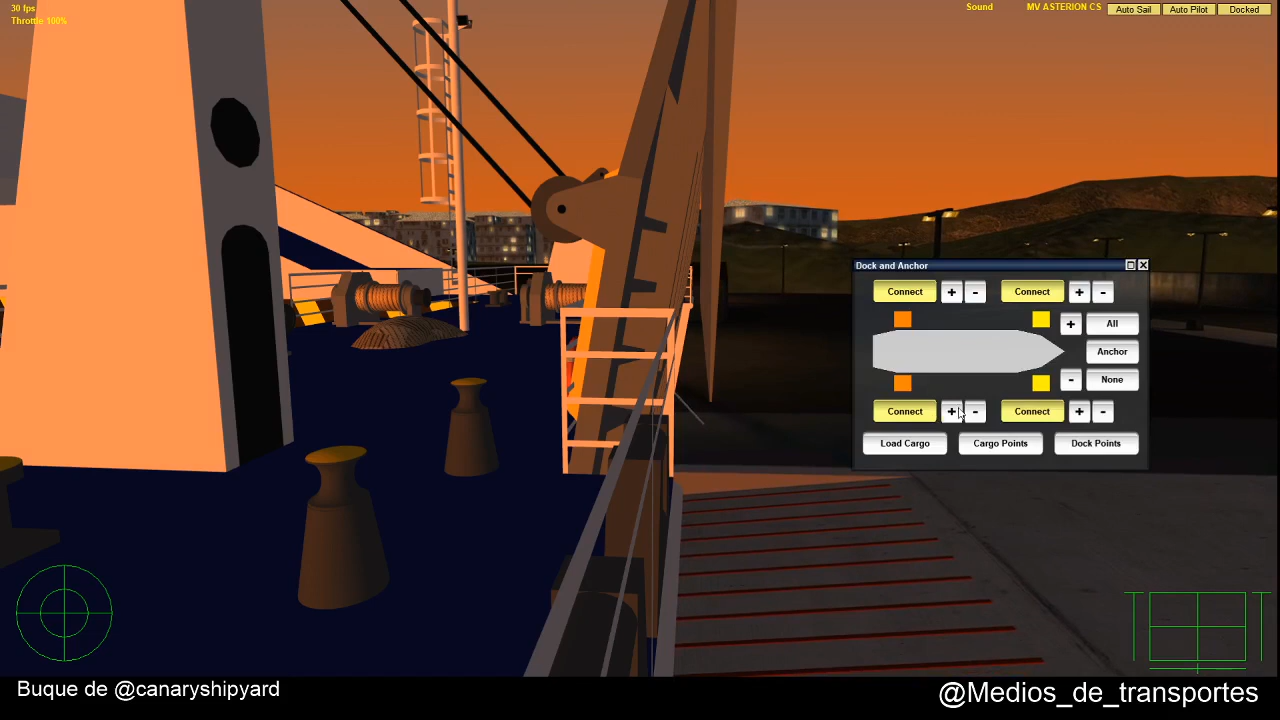 30 fps
Throttle 100%
Sound
MV ASTERION CS
Auto Sail
Auto Pilot
Docked
Dock and Anchor
Connect + -
Connect + -
+ All
Anchor
- None
Connect + -
Connect + -
Load Cargo
Cargo Points
Dock Points
Buque de @canaryshipyard
@Medios_de_transportes